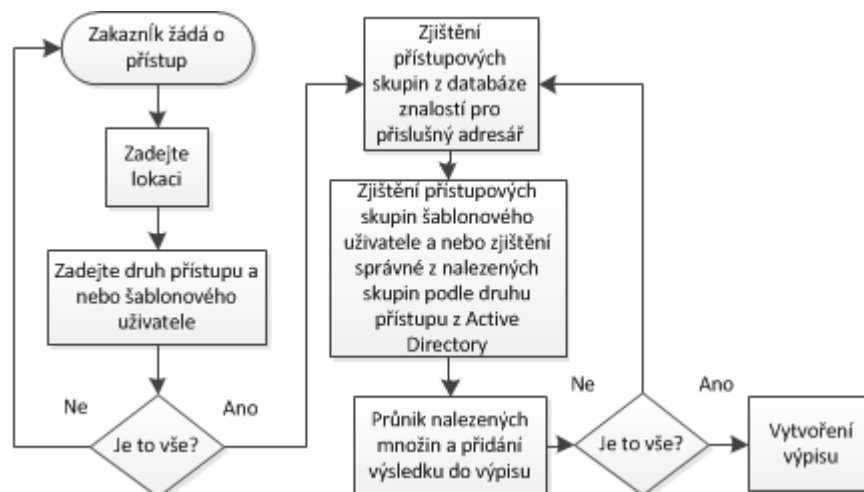 Zakazník žádá o
přístup
Zadejte
lokaci
Zadejte druh přístupu a
nebo šablonového
uživatele
Ne
Ano
Je to vše?
Zjištění
přístupových
skupin z databáze
znalostí pro
přislušný adresář
Zjištění přístupových
skupin šablonového
uživatele a nebo zjištění
správné z nalezených
skupin podle druhu
přístupu z Active
Directory
Průnik nalezených
množin a přidání
výsledku do výpisu
Ne
Ano
Je to vše?
Vytvoření
výpisu